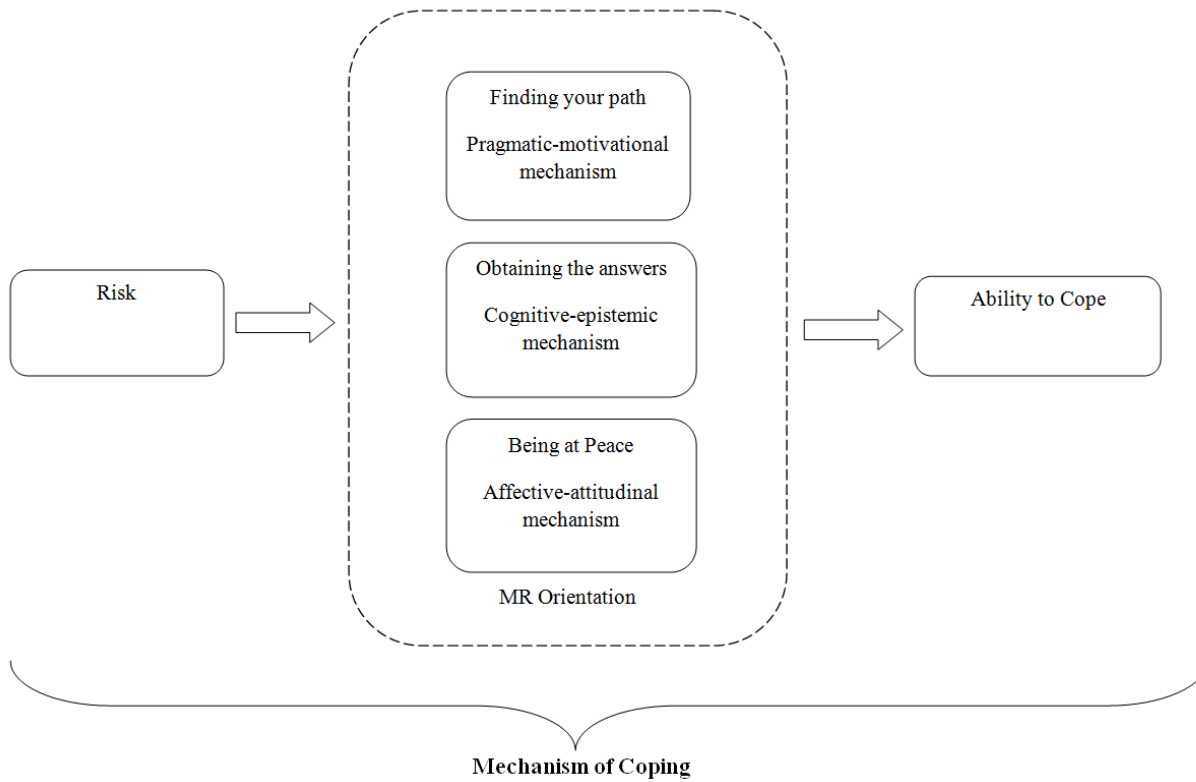 Risk
Finding your path
Pragmatic-motivational
mechanism
Obtaining the answers
Cognitive-epistemic
mechanism
Being at Peace
Affective-attitudinal
mechanism
MR Orientation
Ability to Cope
Mechanism of Coping